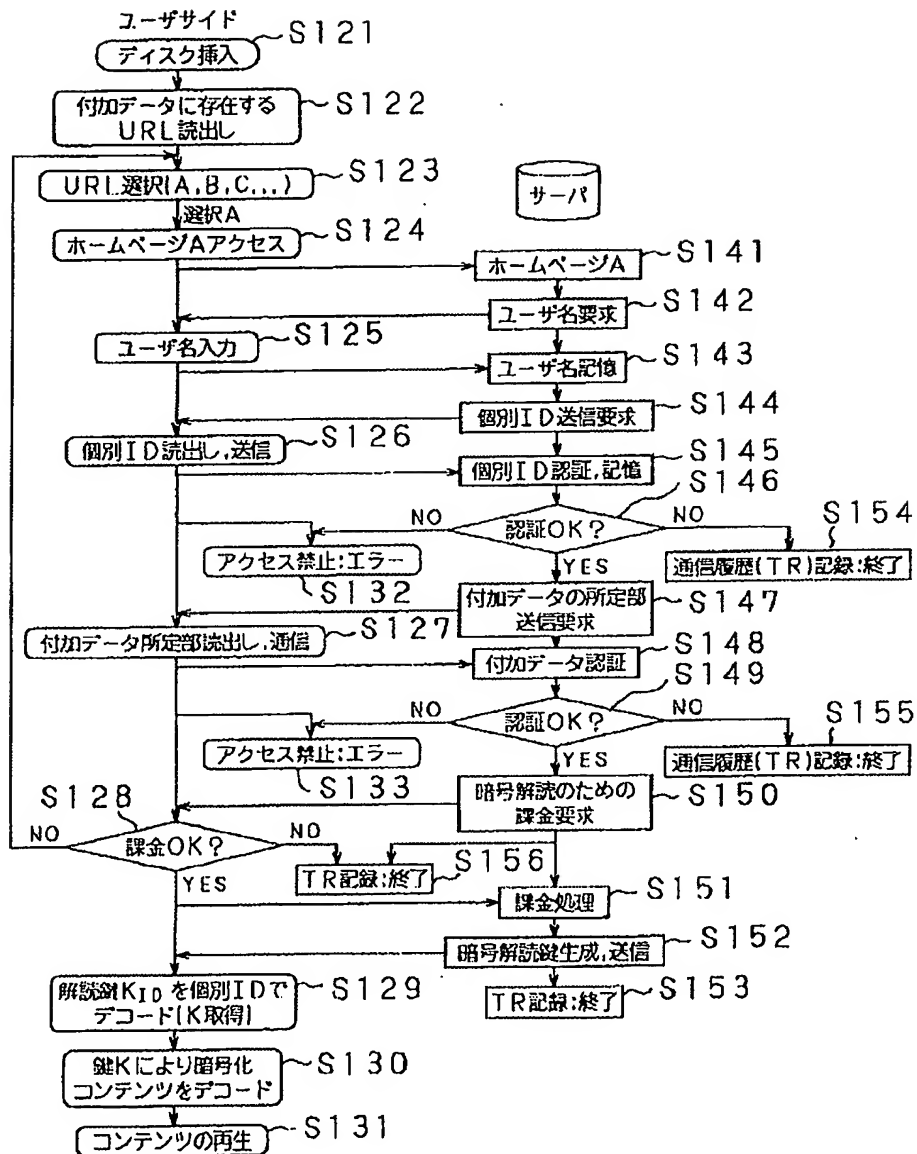 ユーザサイド
ディスク挿入
S121
付加データに存在する
URL読出し
S122
URL選択(A,B,C...)
S123
サーバ
選択A
ホームページAアクセス
S124
ホームページA
S141
ユーザ名要求
S142
ユーザ名入力
S125
ユーザ名記憶
S143
個別ID送信要求
S144
個別ID読出し,送信
S126
個別ID認証,記憶
S145
認証OK?
S146
NO
NO
YES
アクセス禁止:エラー
S132
通信履歴(TR)記録:終了
S154
付加データの所定部
送信要求
S147
付加データ所定部読出し,通信
S127
付加データ認証
S148
認証OK?
S149
NO
NO
YES
アクセス禁止:エラー
S133
通信履歴(TR)記録:終了
S155
暗号解読のための
課金要求
S150
課金OK?
S128
NO
NO
YES
TR記録:終了
S156
課金処理
S151
暗号解読鍵生成,送信
S152
TR記録:終了
S153
解読鍵KIDを個別IDで
デコード(K取得)
S129
鍵Kにより暗号化
コンテンツをデコード
S130
コンテンツの再生
S131